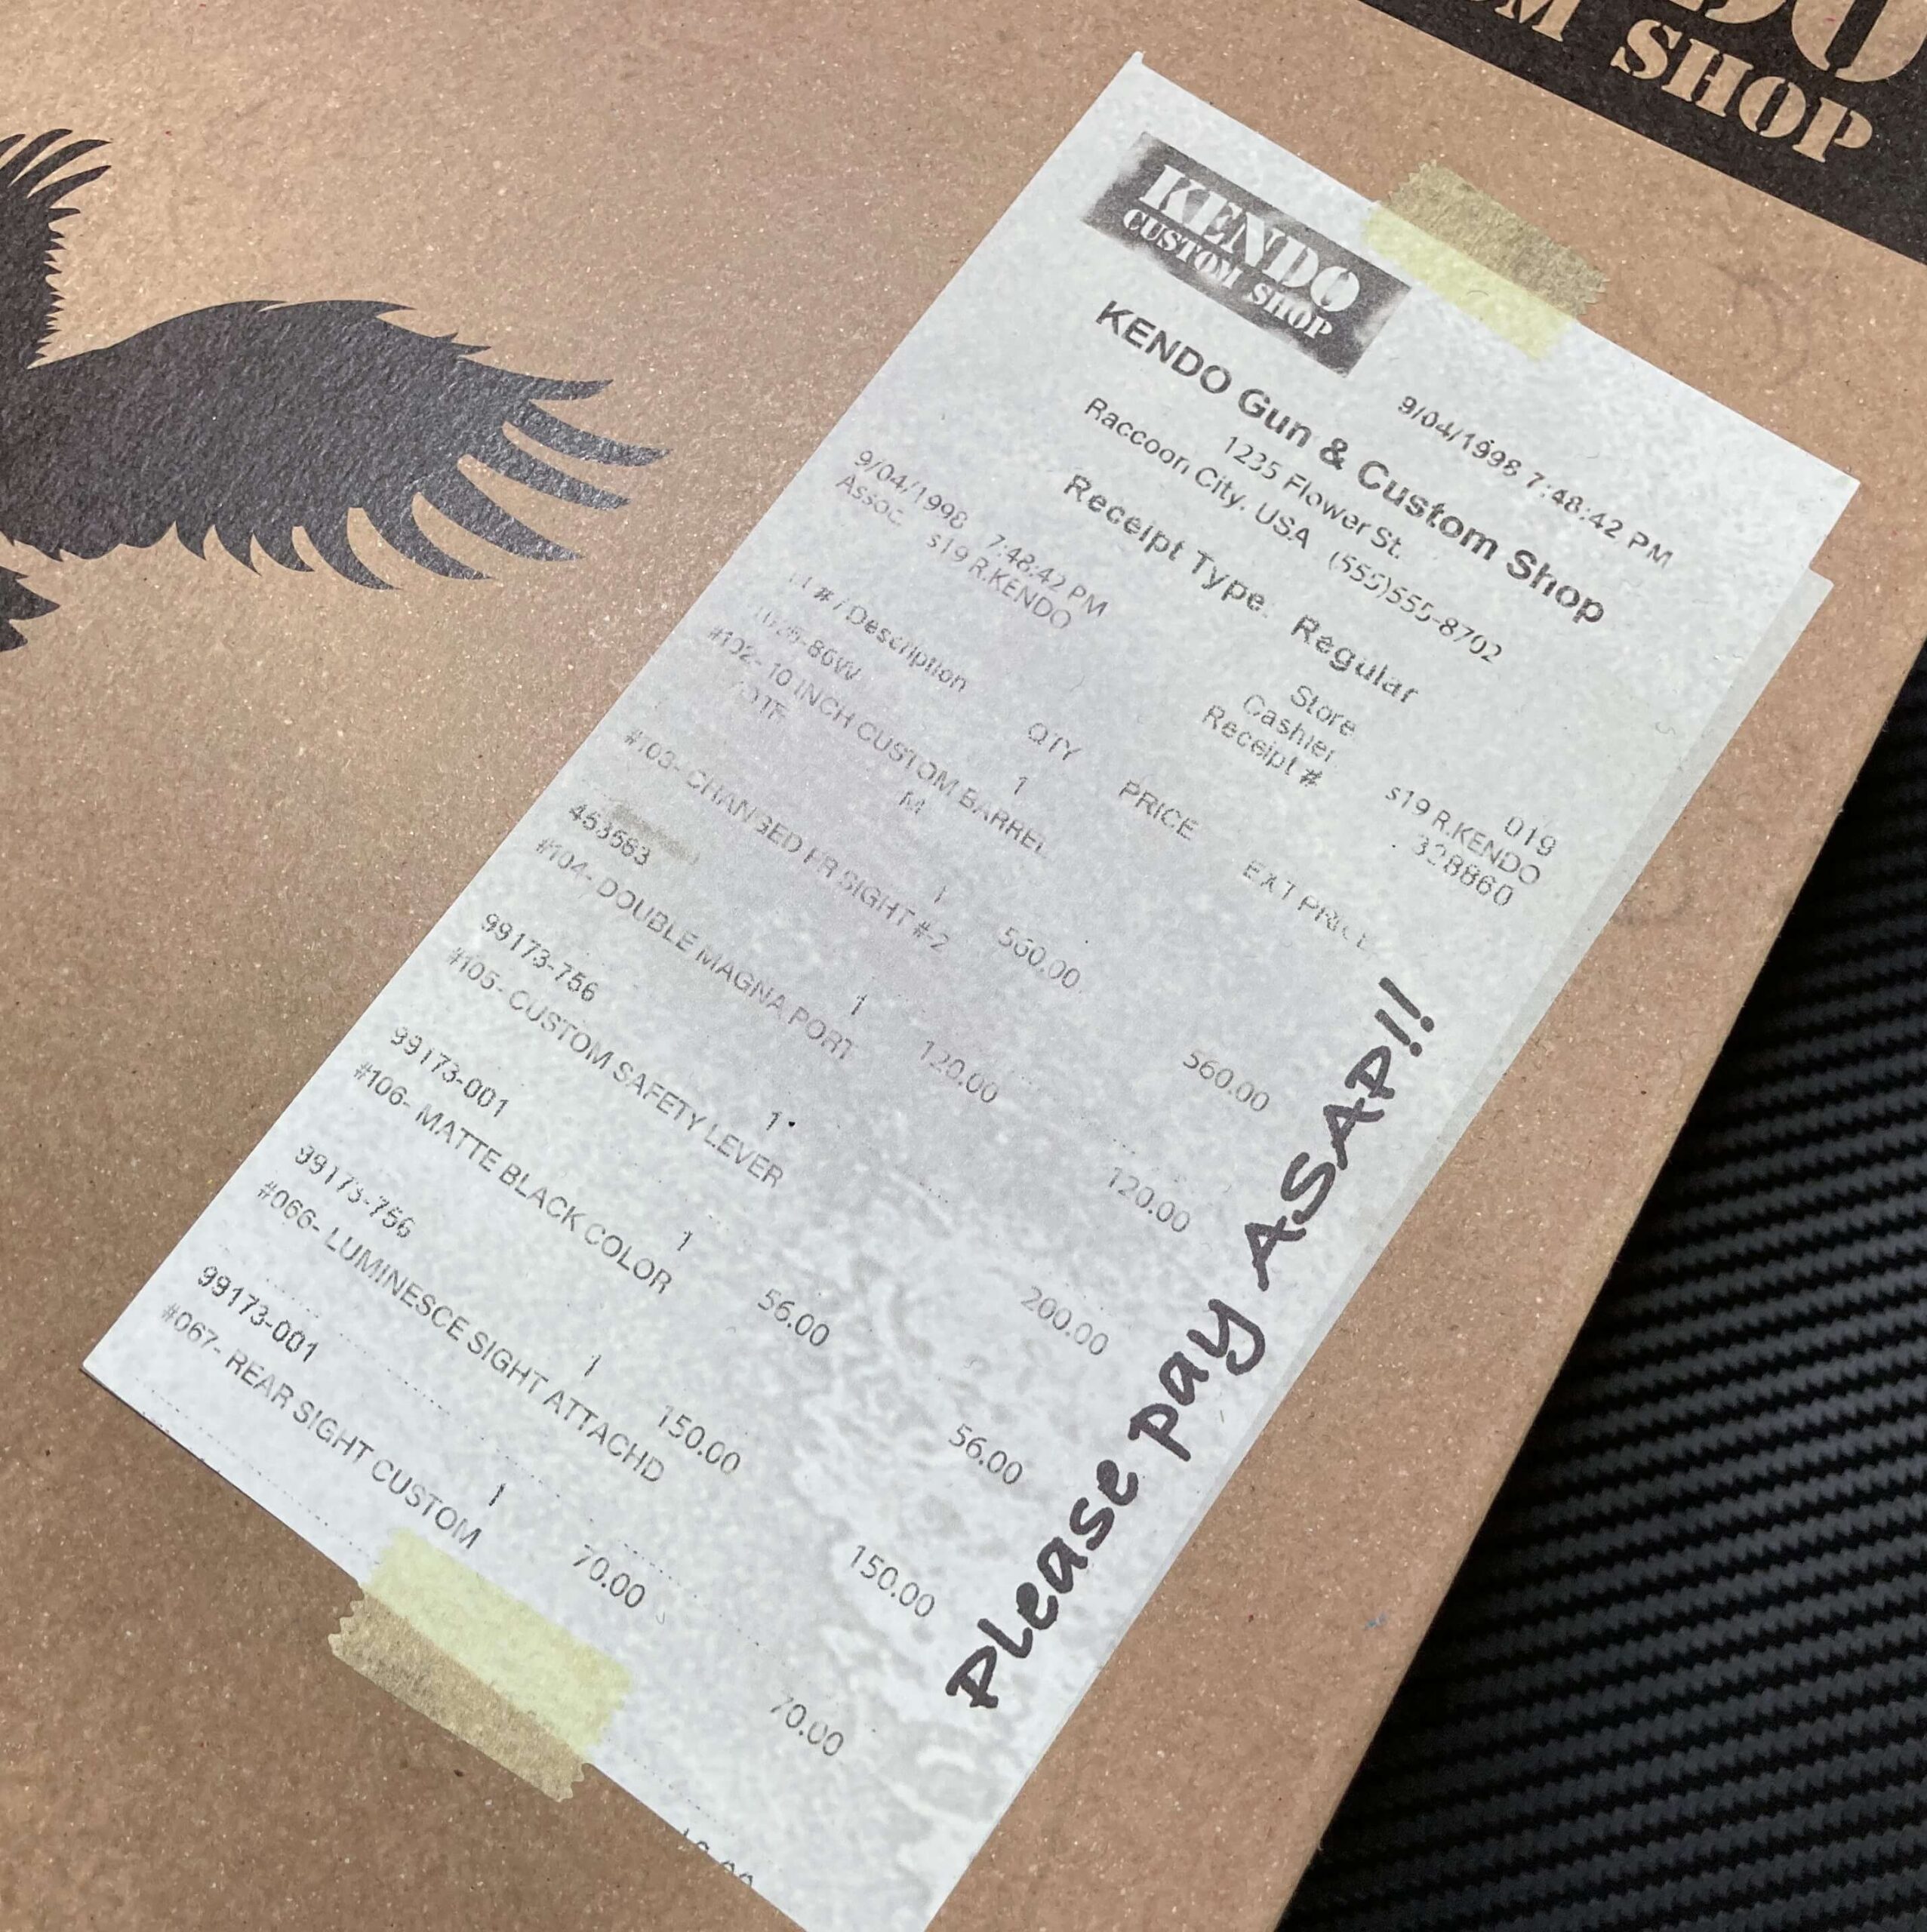 OM SHOP
KENDO
CUSTOM SHOP
9/04/1998 7:48:42 PM
KENDO Gun & Custom Shop
1235 Flower St.
Raccoon City, USA (555)555-8702
Receipt Type: Regular
9/04/1998 7:48:42 PM
Assoc s19 R.KENDO
Store 019
Cashier s19 R.KENDO
Receipt # 328860
# / Description QTY PRICE EXT PRICE
1
#102- 10 INCH CUSTOM BARREL
M
1 560.00 560.00
#103- CHANGED FR SIGHT #-2
453563 1 120.00 120.00
#104- DOUBLE MAGNA PORT
99173-756 1 200.00
#105- CUSTOM SAFETY LEVER
99173-001 1 56.00 56.00
#106- MATTE BLACK COLOR
99173-756 1 150.00 150.00
#066- LUMINESCE SIGHT ATTACHD
99173-001 1 70.00 70.00
#067- REAR SIGHT CUSTOM
Please pay ASAP!!